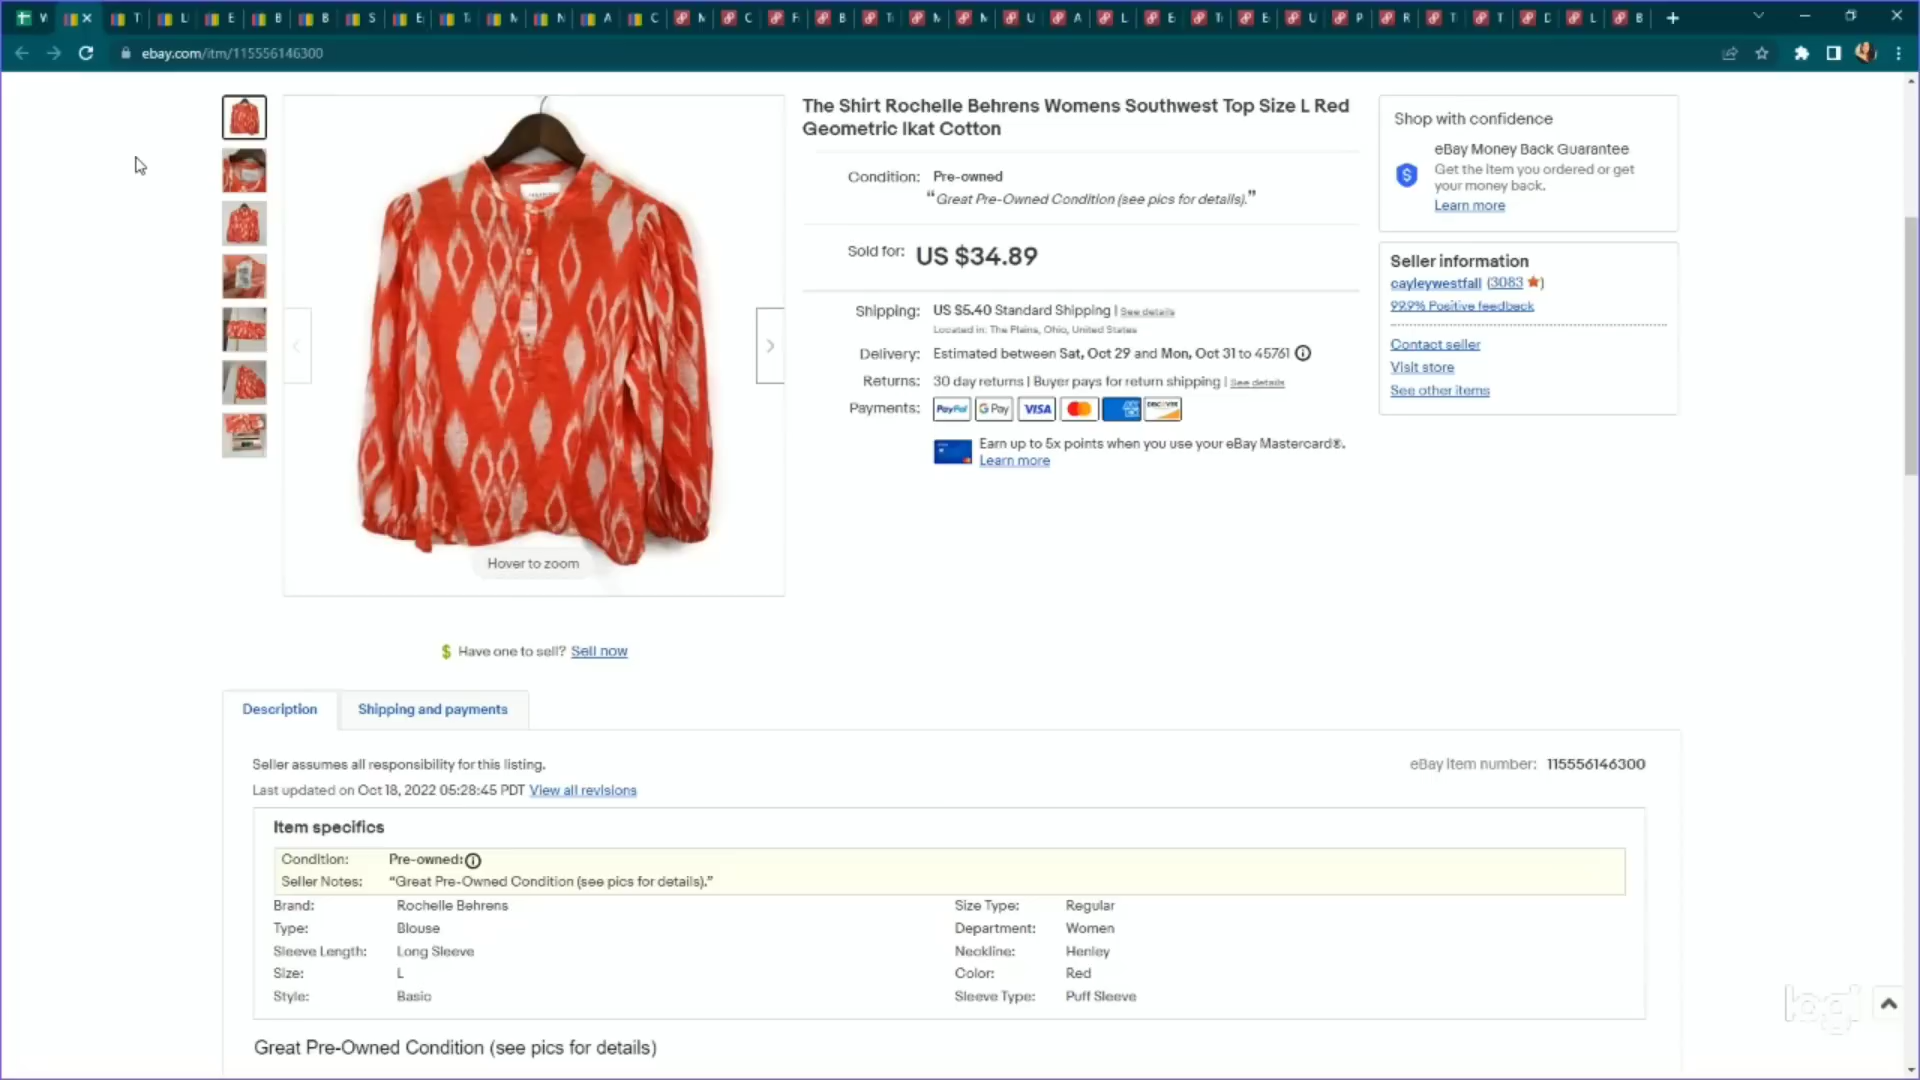 ebay.com/itm/115556146300
The Shirt Rochelle Behrens Womens Southwest Top Size L Red
Geometric Ikat Cotton
Condition: Pre-owned
“Great Pre-Owned Condition (see pics for details).”
Sold for: US $34.89
Shipping: US $5.40 Standard Shipping | See details
Located in: The Plains, Ohio, United States
Delivery: Estimated between Sat, Oct 29 and Mon, Oct 31 to 45761
Returns: 30 day returns | Buyer pays for return shipping | See details
Payments: PayPal G Pay VISA DISCOVER
Earn up to 5x points when you use your eBay Mastercard®.
Learn more
Shop with confidence
eBay Money Back Guarantee
Get the item you ordered or get
your money back.
Learn more
Seller information
cayleywestfall (3083)
99.9% Positive feedback
Contact seller
Visit store
See other items
Hover to zoom
Have one to sell? Sell now
Description
Shipping and payments
Seller assumes all responsibility for this listing.
eBay item number: 115556146300
Last updated on Oct 18, 2022 05:28:45 PDT View all revisions
Item specifics
Condition: Pre-owned:
Seller Notes: “Great Pre-Owned Condition (see pics for details).”
Brand: Rochelle Behrens
Size Type: Regular
Type: Blouse
Department: Women
Sleeve Length: Long Sleeve
Neckline: Henley
Size: L
Color: Red
Style: Basic
Sleeve Type: Puff Sleeve
logi
Great Pre-Owned Condition (see pics for details)